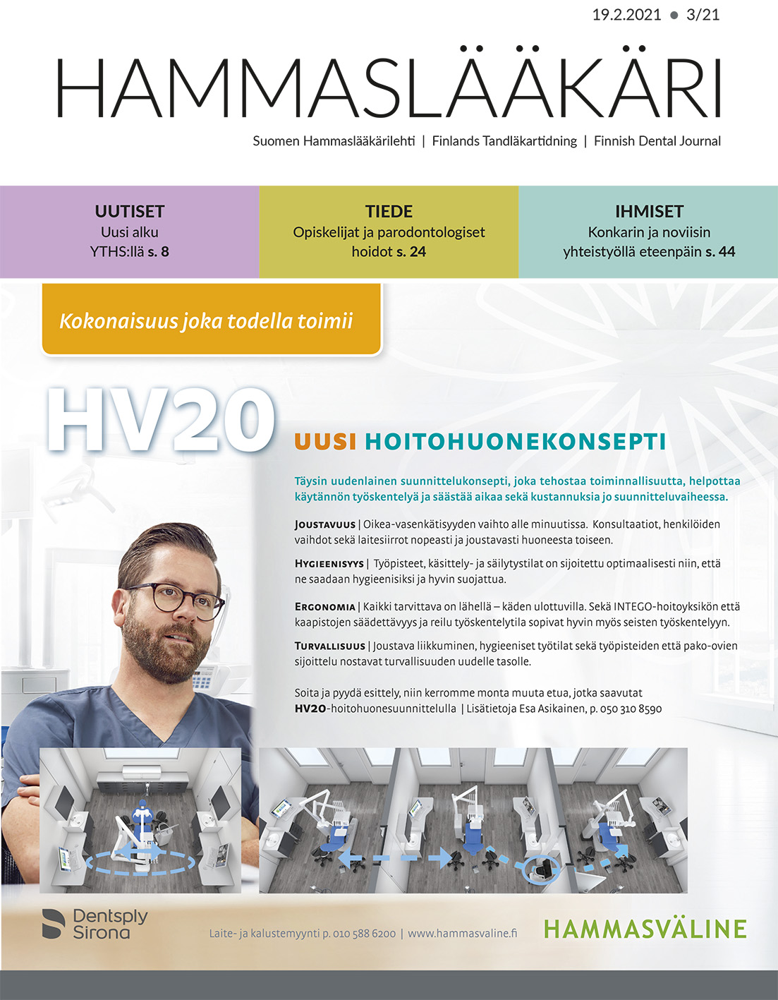 19.2.2021 ● 3/21
HAMMASLÄÄKÄRI
Suomen Hammaslääkärilehti | Finlands Tandläkartidning | Finnish Dental Journal
UUTISET
Uusi alku
YTHS:llä s. 8
TIEDE
Opiskelijat ja parodontologiset
hoidot s. 24
IHMISET
Konkarin ja noviisin
yhteistyöllä eteenpäin s. 44
Kokonaisuus joka todella toimii
HV20
UUSI HOITOHUONEKONSEPTI
Täysin uudenlainen suunnittelukonsepti, joka tehostaa toiminnallisuutta, helpottaa
käytännön työskentelyä ja säästää aikaa sekä kustannuksia jo suunnitteluvaiheessa.
JOUSTAVUUS | Oikea-vasenkätisyyden vaihto alle minuutissa. Konsultaatiot, henkilöiden
vaihdot sekä laitesiirrot nopeasti ja joustavasti huoneesta toiseen.
HYGIEENISYYS | Työpisteet, käsittely- ja säilytystilat on sijoitettu optimaalisesti niin, että
ne saadaan hygieenisiksi ja hyvin suojattua.
ERGONOMIA | Kaikki tarvittava on lähellä – käden ulottuvilla. Sekä INTEGO-hoitoyksikön että
kaapistojen säädettävyys ja reilu työskentelytila sopivat hyvin myös seisten työskentelyyn.
TURVALLISUUS | Joustava liikkuminen, hygieeniset työtilat sekä työpisteiden että pako-ovien
sijoittelu nostavat turvallisuuden uudelle tasolle.
Soita ja pyydä esittely, niin kerromme monta muuta etua, jotka saavutat
HV20-hoitohuonesuunnittelulla | Lisätietoja Esa Asikainen, p. 050 310 8590
Dentsply
Sirona
Laite- ja kalustemyynti p. 010 588 6200 | www.hammasvaline.fi
HAMMASVÄLINE